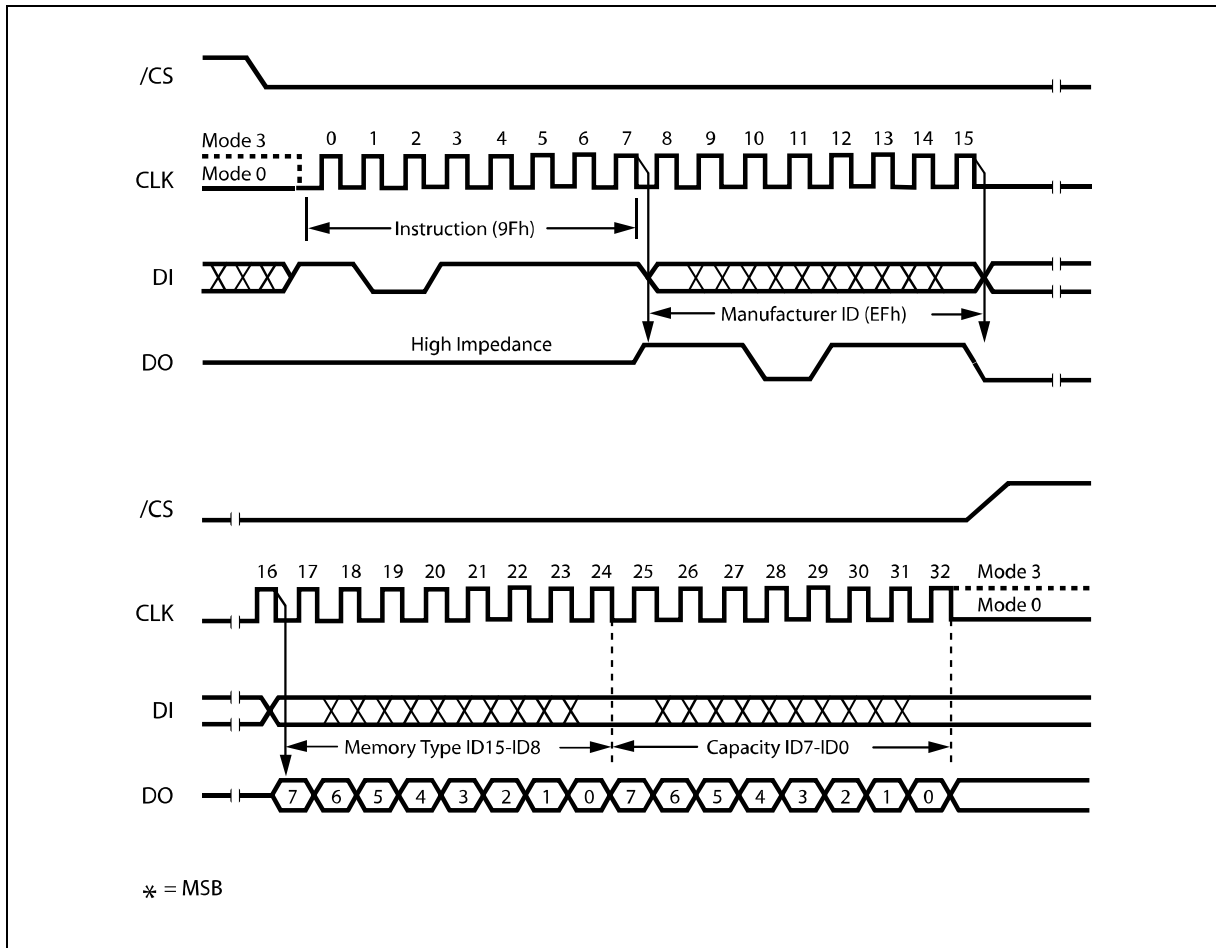 /CS
Mode 3
0 1 2 3 4 5 6 7 8 9 10 11 12 13 14 15
CLK
Mode 0
Instruction (9Fh)
DI
Manufacturer ID (EFh)
High Impedance
DO
/CS
16 17 18 19 20 21 22 23 24 25 26 27 28 29 30 31 32
Mode 3
CLK
Mode 0
DI
Memory Type ID15-ID8
Capacity ID7-ID0
DO
7 6 5 4 3 2 1 0 7 6 5 4 3 2 1 0
* = MSB